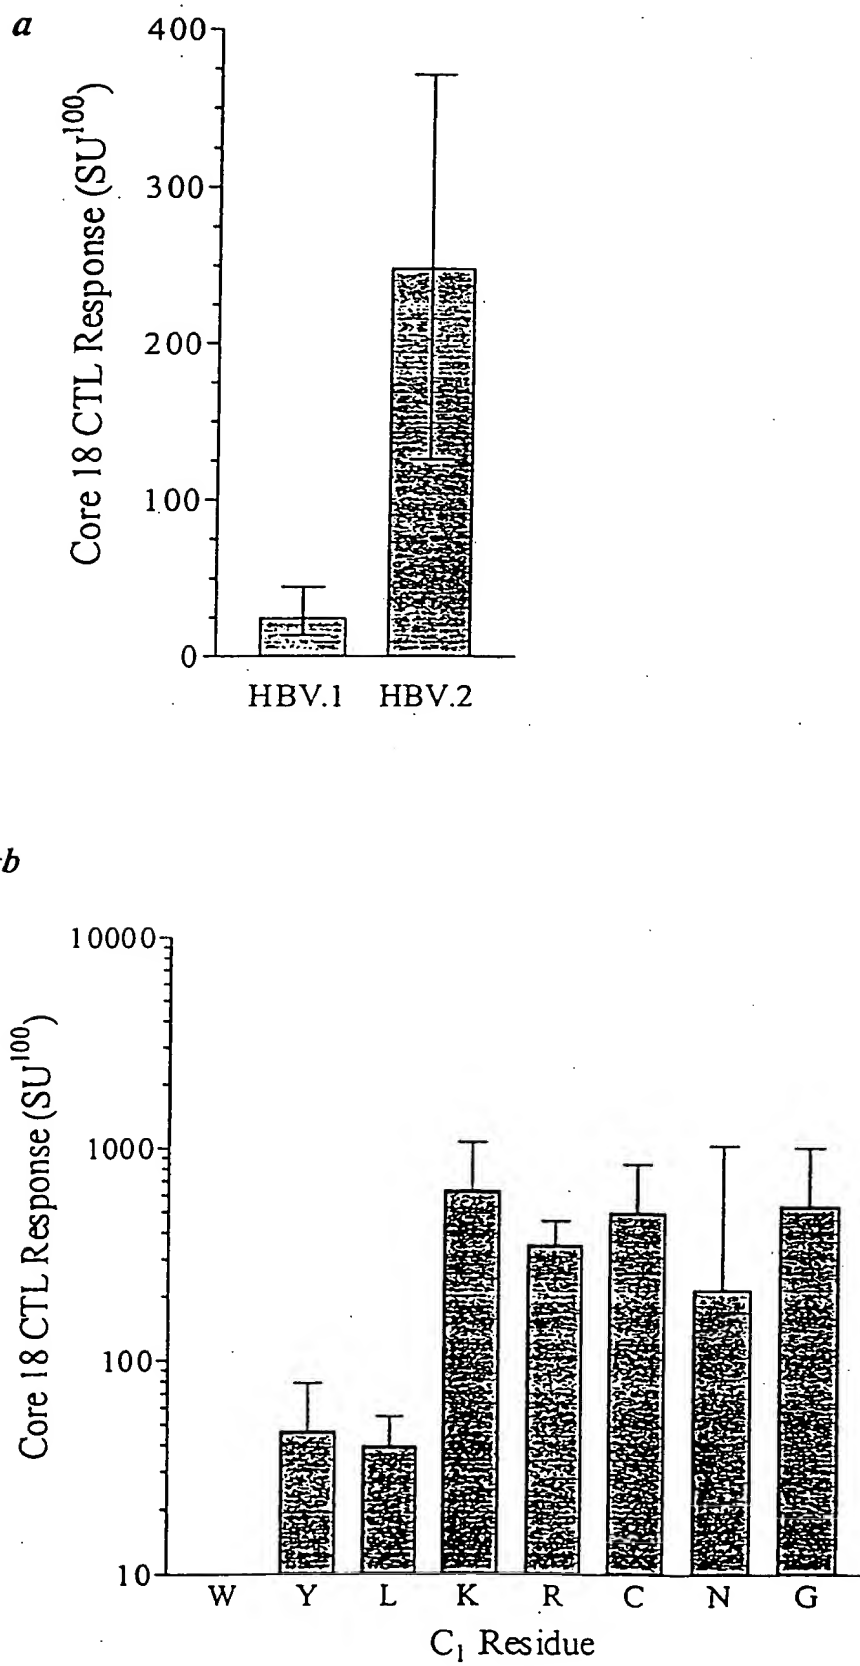 a
400
300
200
100
0
Core 18 CTL Response (SU¹⁰⁰)
HBV.1 HBV.2
b
10000
1000
100
10
Core 18 CTL Response (SU¹⁰⁰)
W Y L K R C N G
C₁ Residue